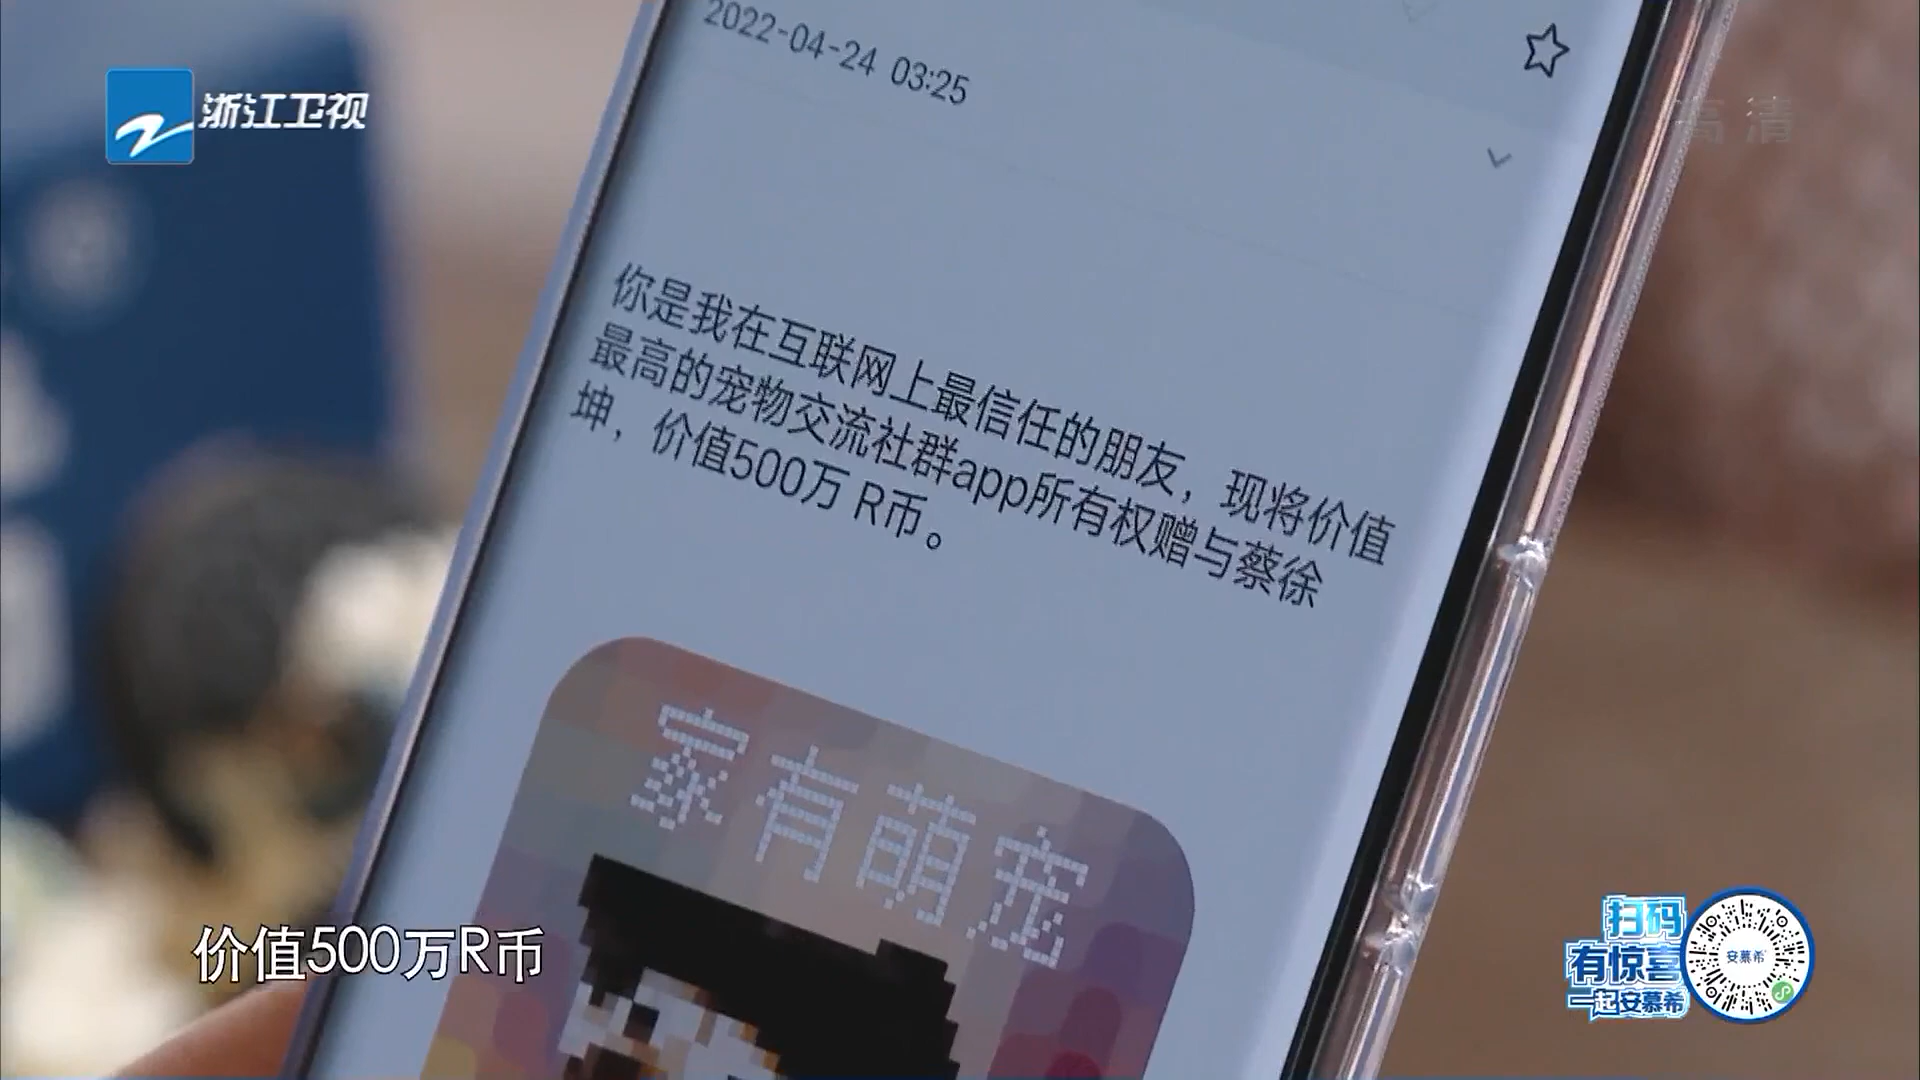 2022-04-24 03:25
浙江卫视
高清
你是我在互联网上最信任的朋友，现将价值
最高的宠物交流社群app所有权赠与蔡徐
坤，价值500万 R币。
家有萌宠
价值500万R币
扫码
有惊喜
一起安慕希
安慕希